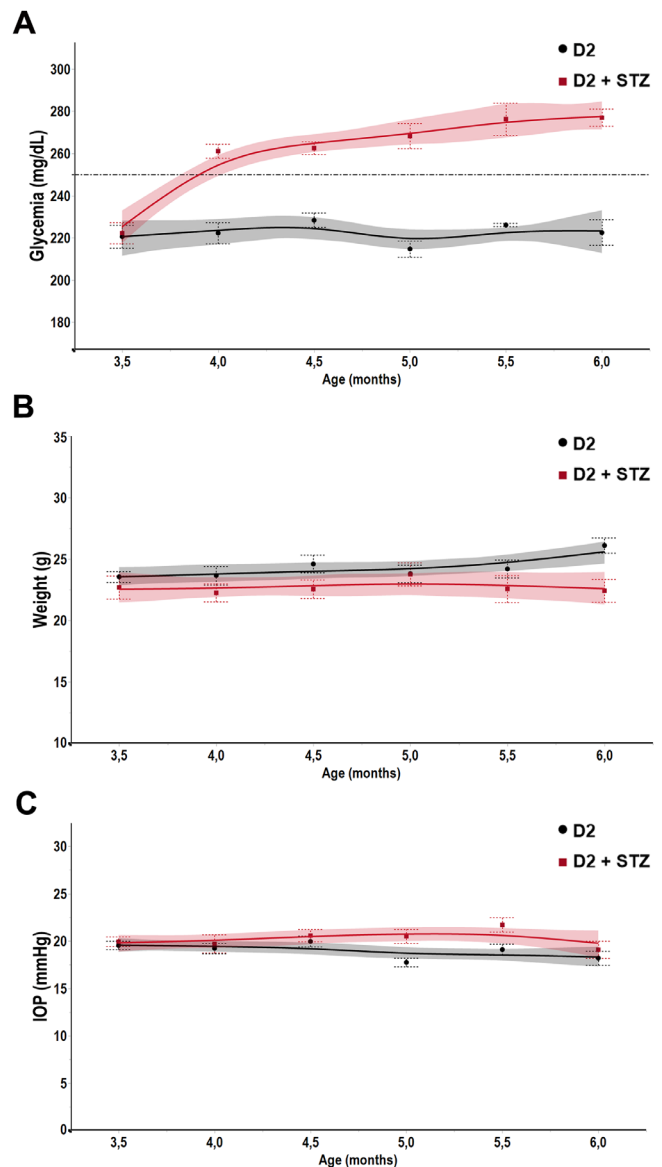 A
D2
D2 + STZ
300
280
260
240
220
200
180
Glycemia (mg/dL)
3,5 4,0 4,5 5,0 5,5 6,0
Age (months)
B
D2
D2 + STZ
35
30
25
20
15
10
Weight (g)
3,5 4,0 4,5 5,0 5,5 6,0
Age (months)
C
D2
D2 + STZ
30
25
20
15
10
5
0
IOP (mmHg)
3,5 4,0 4,5 5,0 5,5 6,0
Age (months)